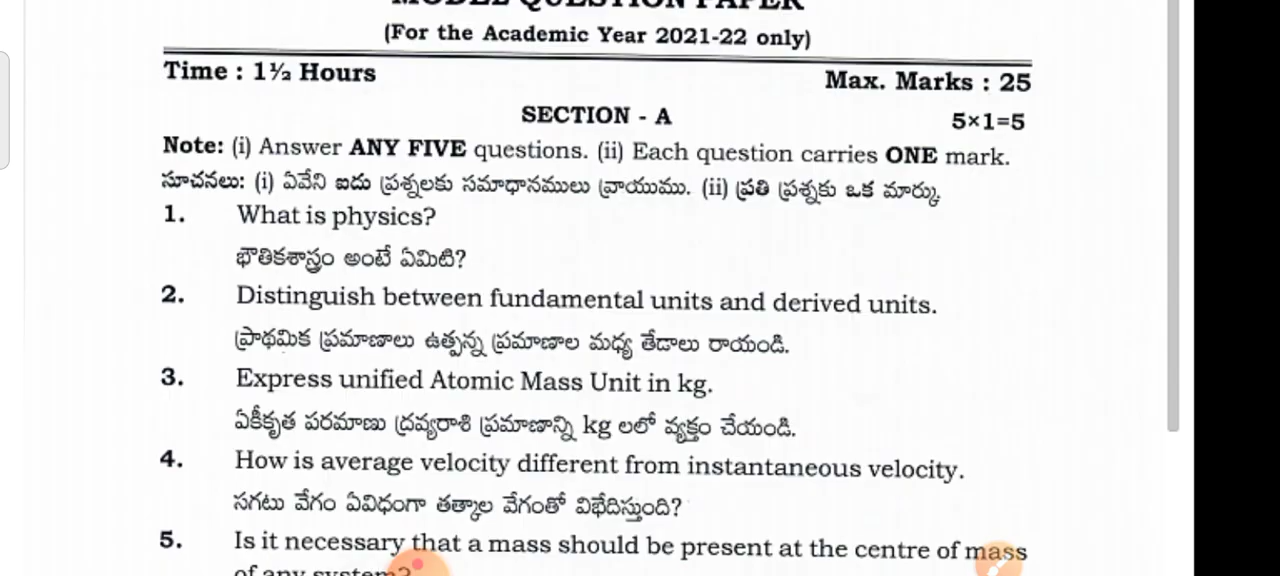 MODEL QUESTION PAPER
(For the Academic Year 2021-22 only)
Time : 1½ Hours
Max. Marks : 25
SECTION - A
5×1=5
Note: (i) Answer ANY FIVE questions. (ii) Each question carries ONE mark.
సూచనలు: (i) ఏవేని ఐదు ప్రశ్నలకు సమాధానములు వ్రాయుము. (ii) ప్రతి ప్రశ్నకు ఒక మార్కు
1. What is physics?
భౌతికశాస్త్రం అంటే ఏమిటి?
2. Distinguish between fundamental units and derived units.
ప్రాథమిక ప్రమాణాలు ఉత్పన్న ప్రమాణాల మధ్య తేడాలు రాయండి.
3. Express unified Atomic Mass Unit in kg.
ఏకీకృత పరమాణు ద్రవ్యరాశి ప్రమాణాన్ని kg లలో వ్యక్తం చేయండి.
4. How is average velocity different from instantaneous velocity.
సగటు వేగం ఏవిధంగా తత్కాల వేగంతో విభేదిస్తుంది?
5. Is it necessary that a mass should be present at the centre of mass
of any system?